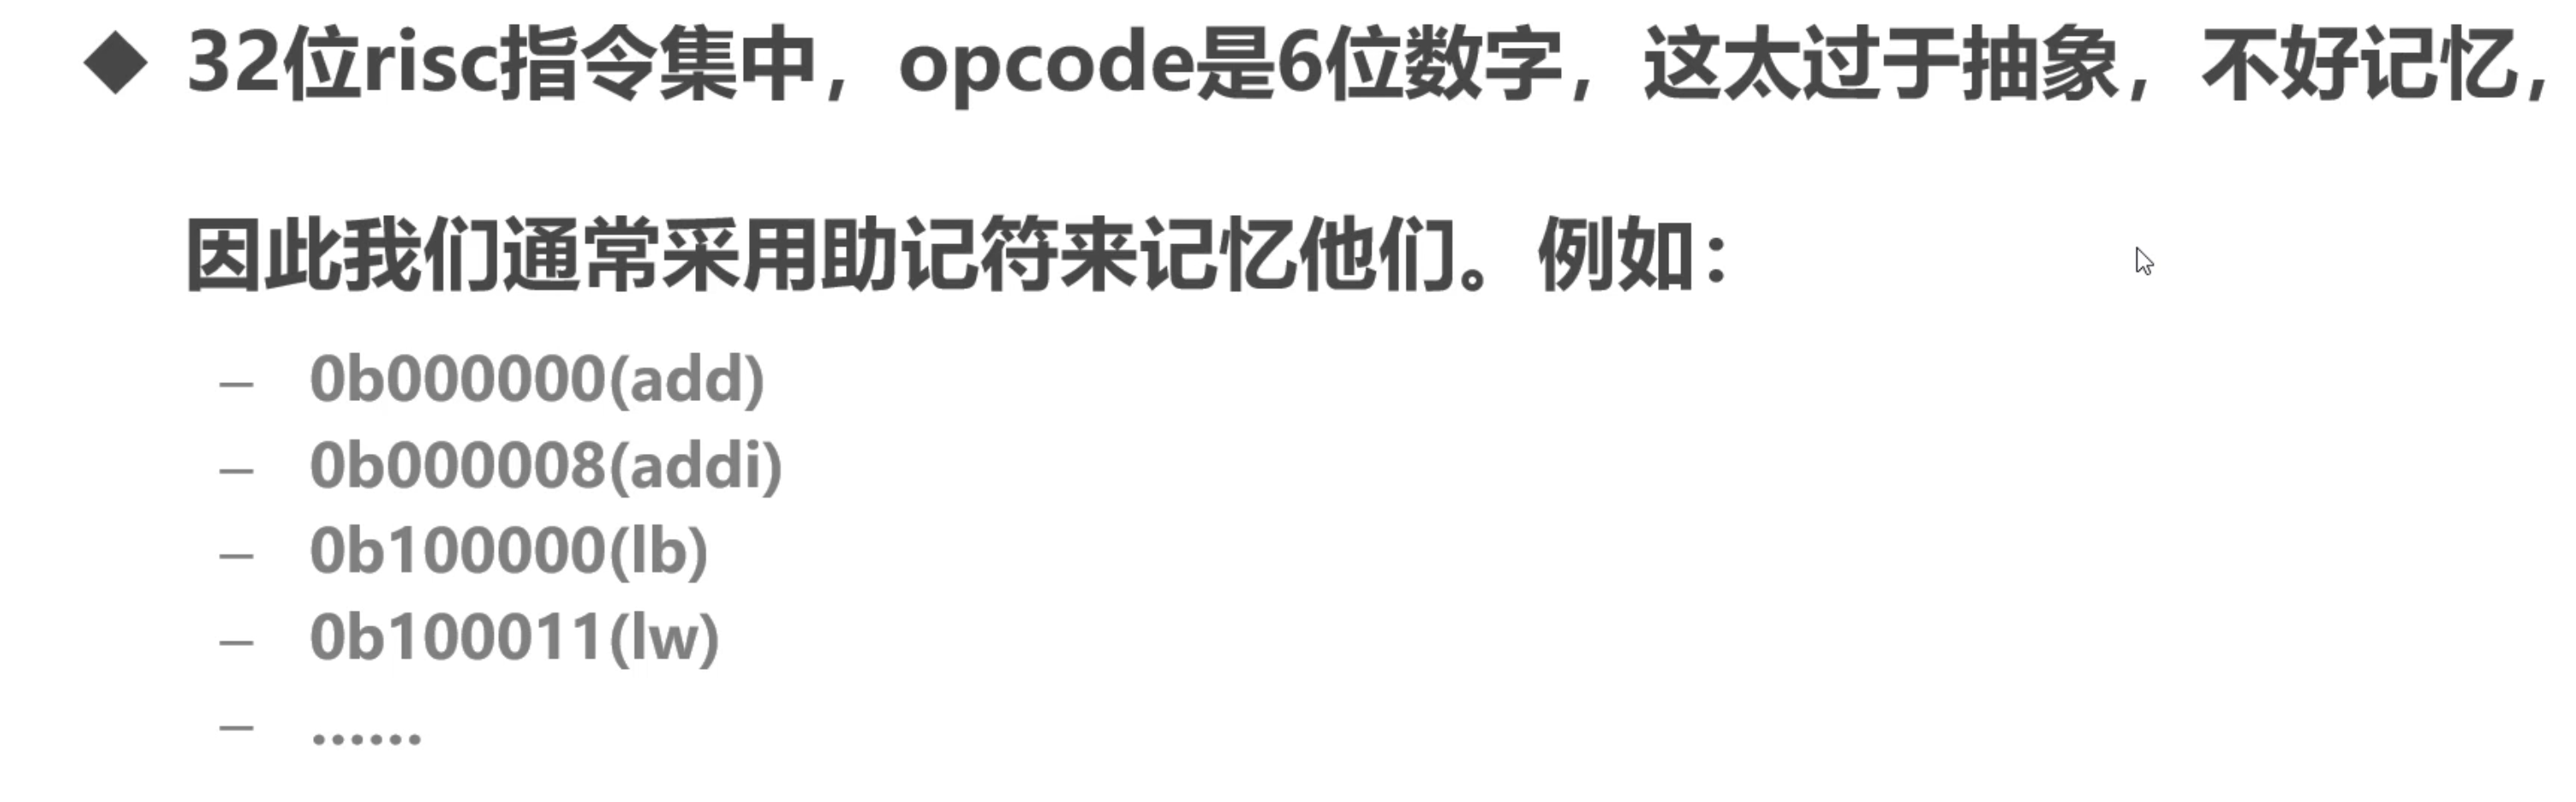 ◆ 32位risc指令集中，opcode是6位数字，这太过于抽象，不好记忆，
因此我们通常采用助记符来记忆他们。例如：
– 0b000000(add)
– 0b000008(addi)
– 0b100000(lb)
– 0b100011(lw)
– ......